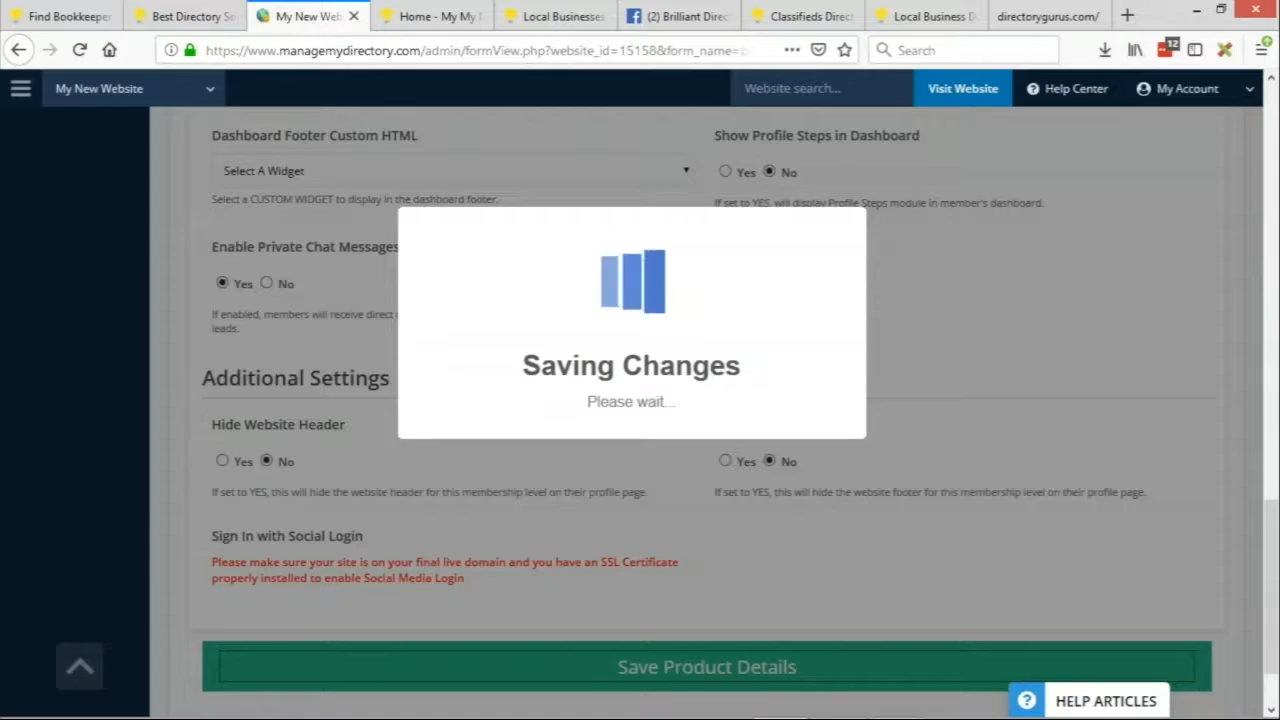 Find Bookkeeper
Best Directory So
My New Web
Home - My My N
Local Businesses
(2) Brilliant Direc
Classifieds Direct
Local Business D
directorygurus.com/
https://www.managemydirectory.com/admin/formView.php?website_id=15158&form_name=
Search
12
My New Website
Website search...
Visit Website
Help Center
My Account
Dashboard Footer Custom HTML
Show Profile Steps in Dashboard
Select A Widget
Yes No
Select a CUSTOM WIDGET to display in the dashboard footer.
If set to YES, will display Profile Steps module in member's dashboard.
Enable Private Chat Messages
Yes No
If enabled, members will receive direct
leads.
Saving Changes
Please wait...
Additional Settings
Hide Website Header
Yes No
Yes No
If set to YES, this will hide the website header for this membership level on their profile page.
If set to YES, this will hide the website footer for this membership level on their profile page.
Sign In with Social Login
Please make sure your site is on your final live domain and you have an SSL Certificate
properly installed to enable Social Media Login
Save Product Details
HELP ARTICLES